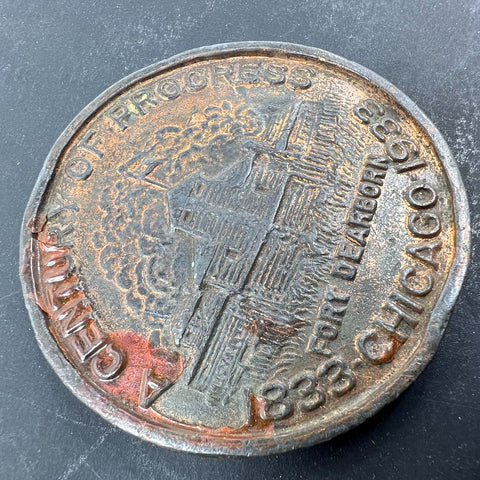 A CENTURY OF PROGRESS
FORT DEARBORN
1833·CHICAGO·1933